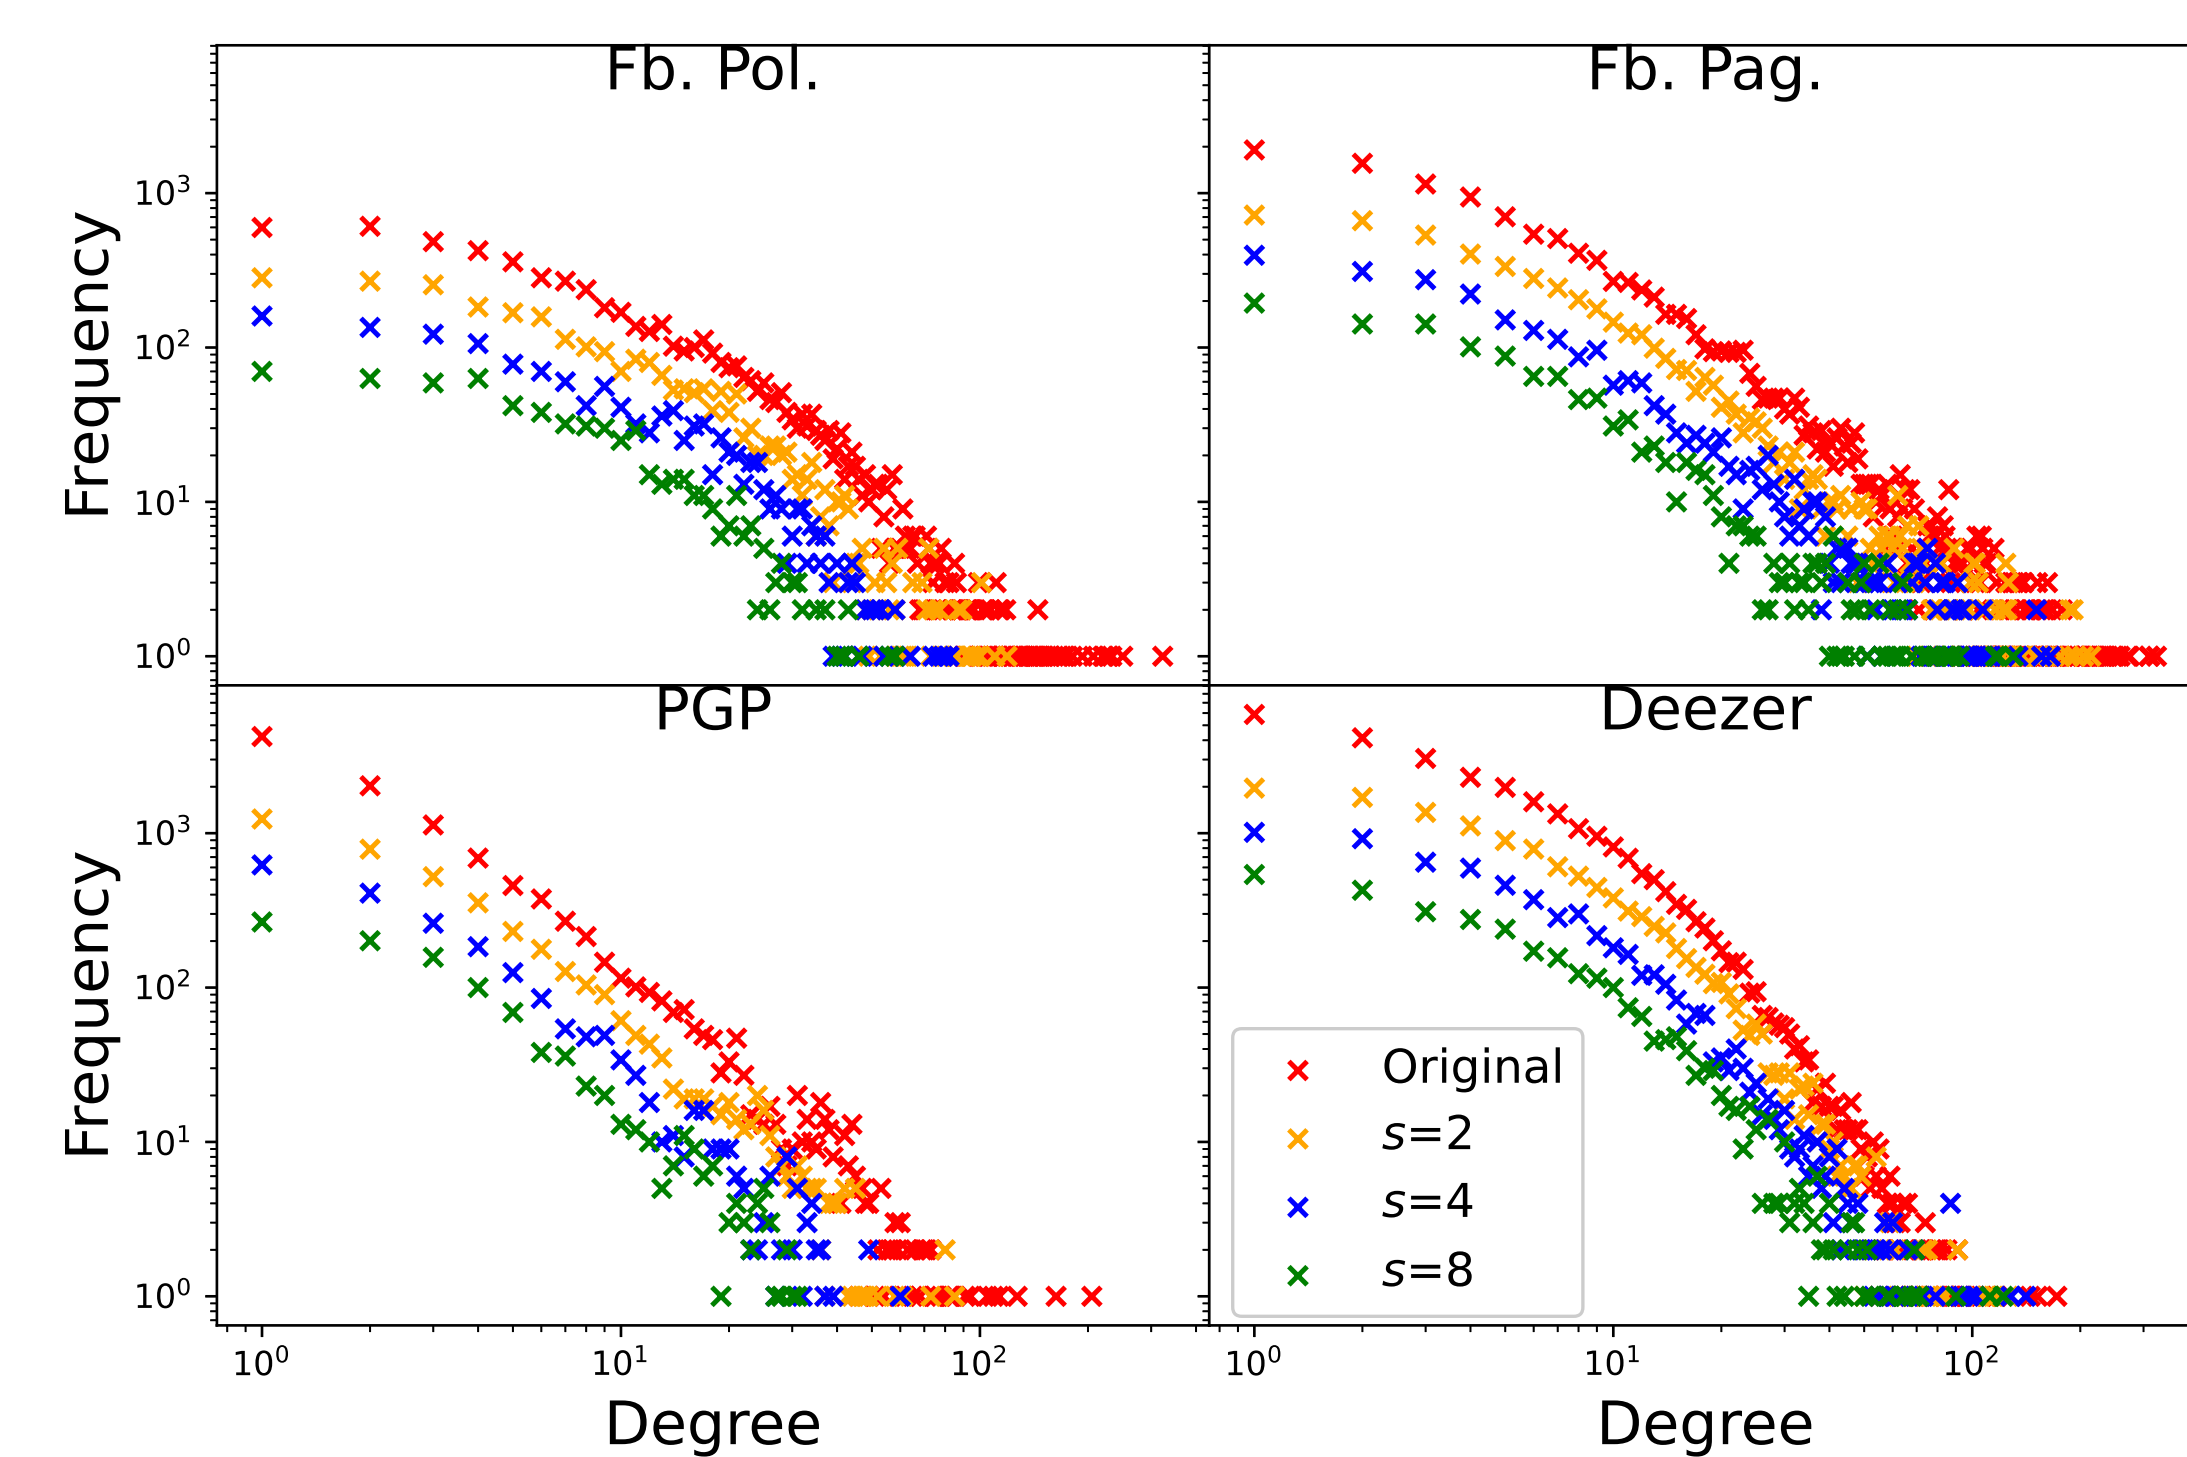 Fb. Pol.
Fb. Pag.
Frequency
10³
10²
10¹
10⁰
PGP
Deezer
Frequency
10³
10²
10¹
10⁰
Original
s=2
s=4
s=8
10⁰ 10¹ 10²
10⁰ 10¹ 10²
Degree
Degree